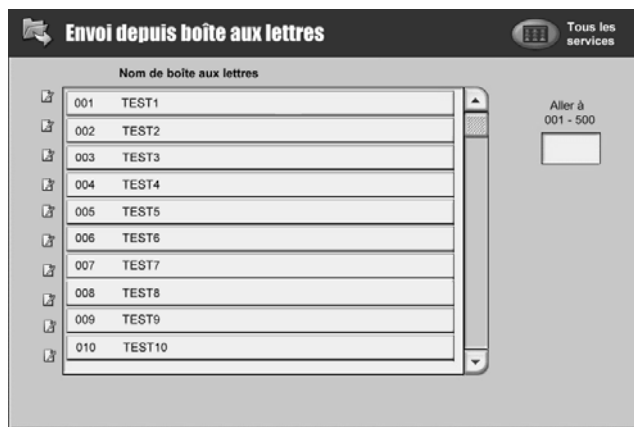 Envoi depuis boîte aux lettres
Tous les
services
Nom de boîte aux lettres
Aller à
001 - 500
001 TEST1
002 TEST2
003 TEST3
004 TEST4
005 TEST5
006 TEST6
007 TEST7
008 TEST8
009 TEST9
010 TEST10